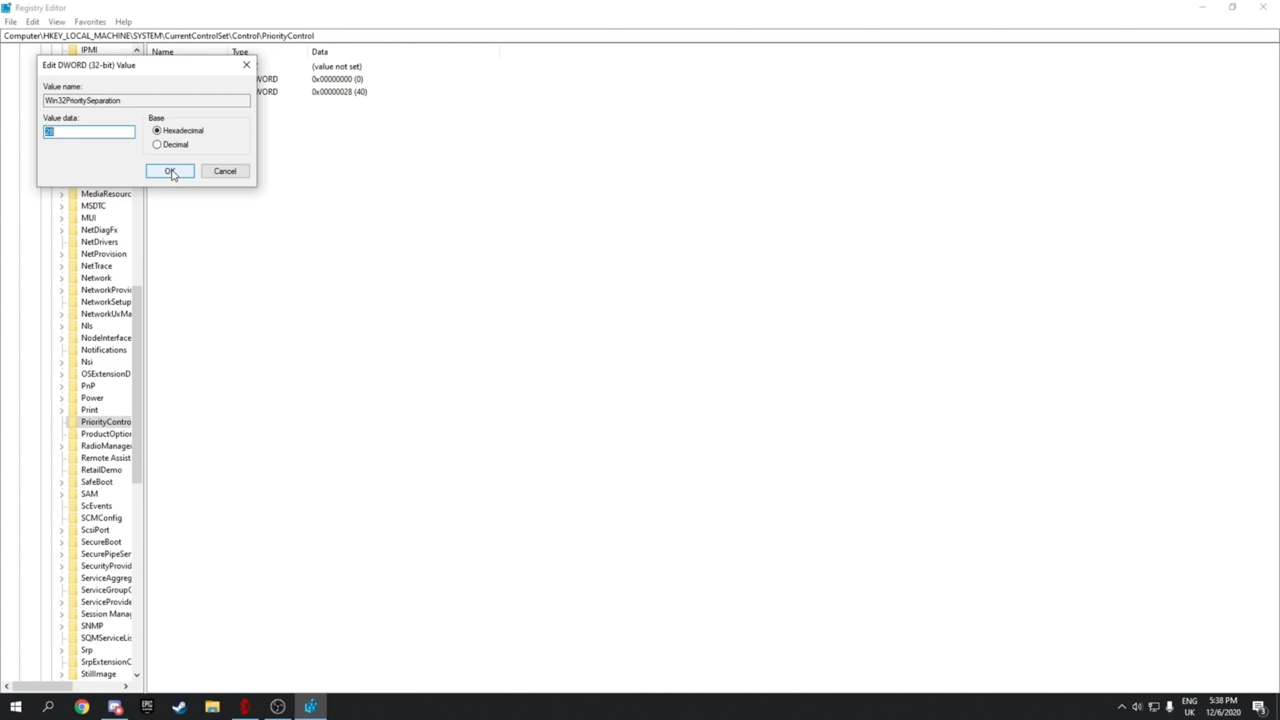 Registry Editor
File Edit View Favorites Help
Computer\HKEY_LOCAL_MACHINE\SYSTEM\CurrentControlSet\Control\PriorityControl
IPMI
Name Type Data
(value not set)
WORD 0x00000000 (0)
WORD 0x00000028 (40)
Edit DWORD (32-bit) Value
Value name:
Win32PrioritySeparation
Value data:
28
Base
Hexadecimal
Decimal
OK Cancel
MediaResourc
MSDTC
MUI
NetDiagFx
NetDrivers
NetProvision
NetTrace
Network
NetworkProvi
NetworkSetup
NetworkUxMa
Nls
NodeInterface
Notifications
Nsi
OSExtensionD
PnP
Power
Print
PriorityContro
ProductOption
RadioManage
Remote Assist
RetailDemo
SafeBoot
SAM
ScEvents
SCMConfig
ScsiPort
SecureBoot
SecurePipeSer
SecurityProvid
ServiceAggreg
ServiceGroupO
ServiceProvide
Session Manag
SNMP
SQMServiceLis
Srp
SrpExtensionC
StillImage
EPIC
ENG
UK
5:38 PM
12/6/2020
3